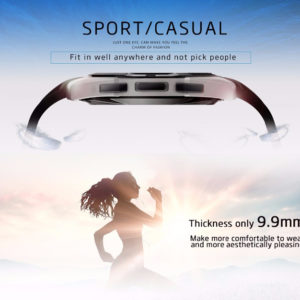 SPORT/CASUAL
JUST ONE EYE, CAN MAKE YOU FEEL THE
CHARM OF FASHION
Fit in well anywhere and not pick people
Thickness only 9.9mm
Make more comfortable to wea
and more aesthetically pleasin